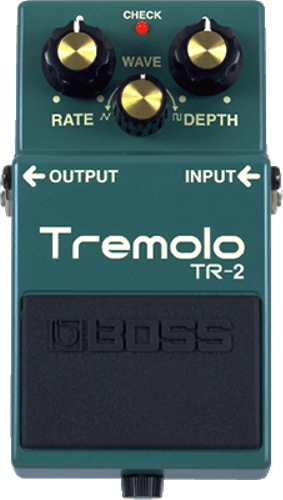 CHECK
WAVE
RATE DEPTH
←OUTPUT INPUT←
Tremolo
TR-2
BOSS